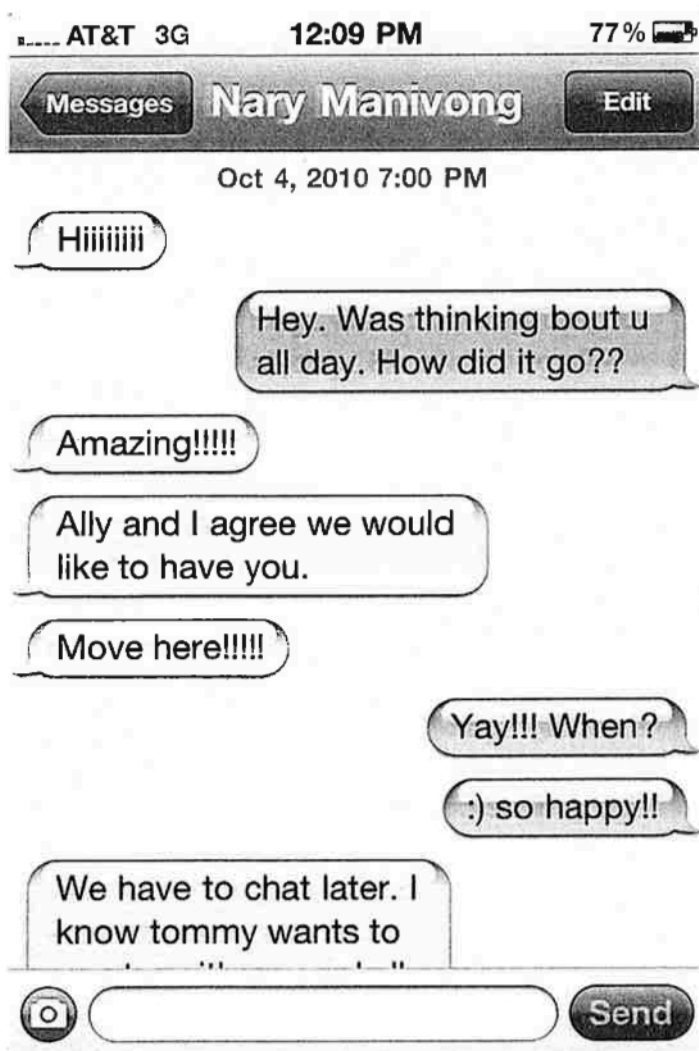 AT&T 3G 12:09 PM 77%
Messages Nary Manivong Edit
Oct 4, 2010 7:00 PM
Hiiiiiiii
Hey. Was thinking bout u
all day. How did it go??
Amazing!!!!!
Ally and I agree we would
like to have you.
Move here!!!!!
Yay!!! When?
:) so happy!!
We have to chat later. I
know tommy wants to
Send